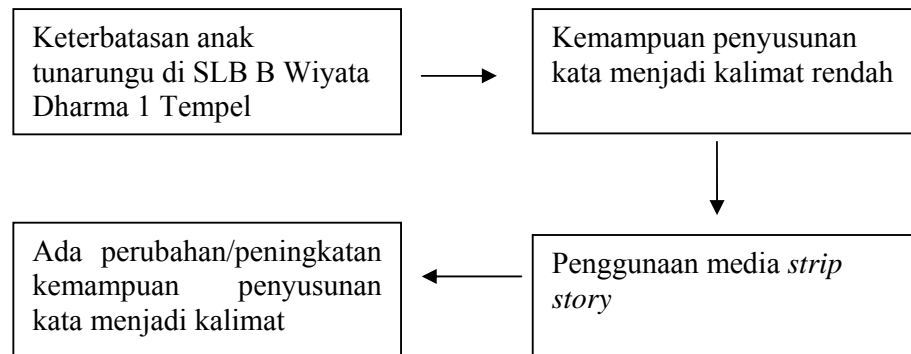 Keterbatasan anak
tunarungu di SLB B Wiyata
Dharma 1 Tempel
Kemampuan penyusunan
kata menjadi kalimat rendah
Penggunaan media strip
story
Ada perubahan/peningkatan
kemampuan penyusunan
kata menjadi kalimat